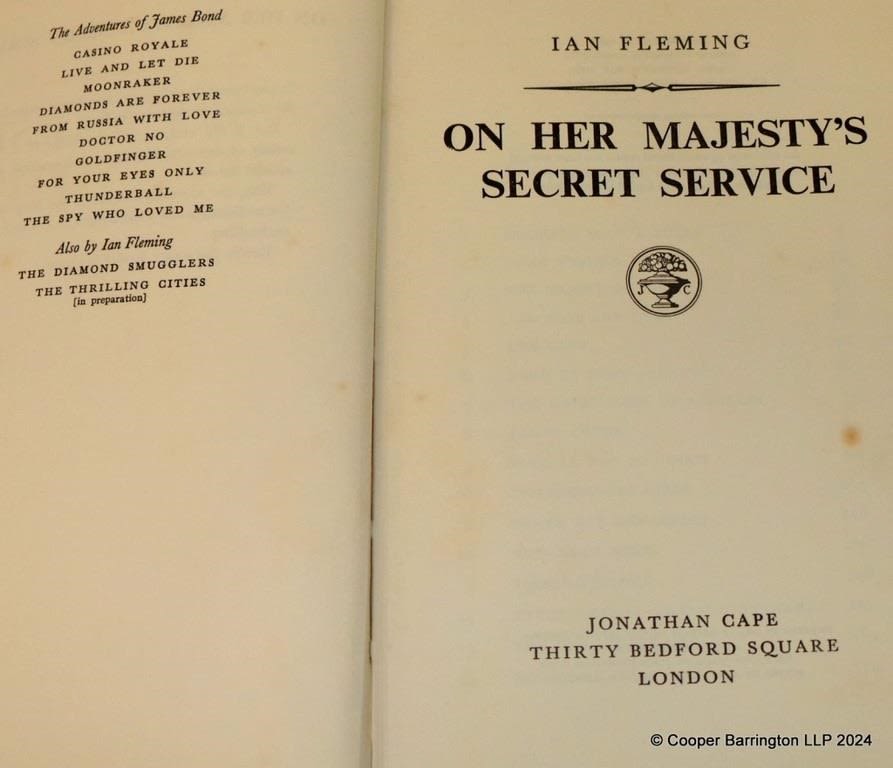 The Adventures of James Bond
CASINO ROYALE
LIVE AND LET DIE
MOONRAKER
DIAMONDS ARE FOREVER
FROM RUSSIA WITH LOVE
DOCTOR NO
GOLDFINGER
FOR YOUR EYES ONLY
THUNDERBALL
THE SPY WHO LOVED ME
Also by Ian Fleming
THE DIAMOND SMUGGLERS
THE THRILLING CITIES
[in preparation]
IAN FLEMING
ON HER MAJESTY'S
SECRET SERVICE
J C
JONATHAN CAPE
THIRTY BEDFORD SQUARE
LONDON
© Cooper Barrington LLP 2024